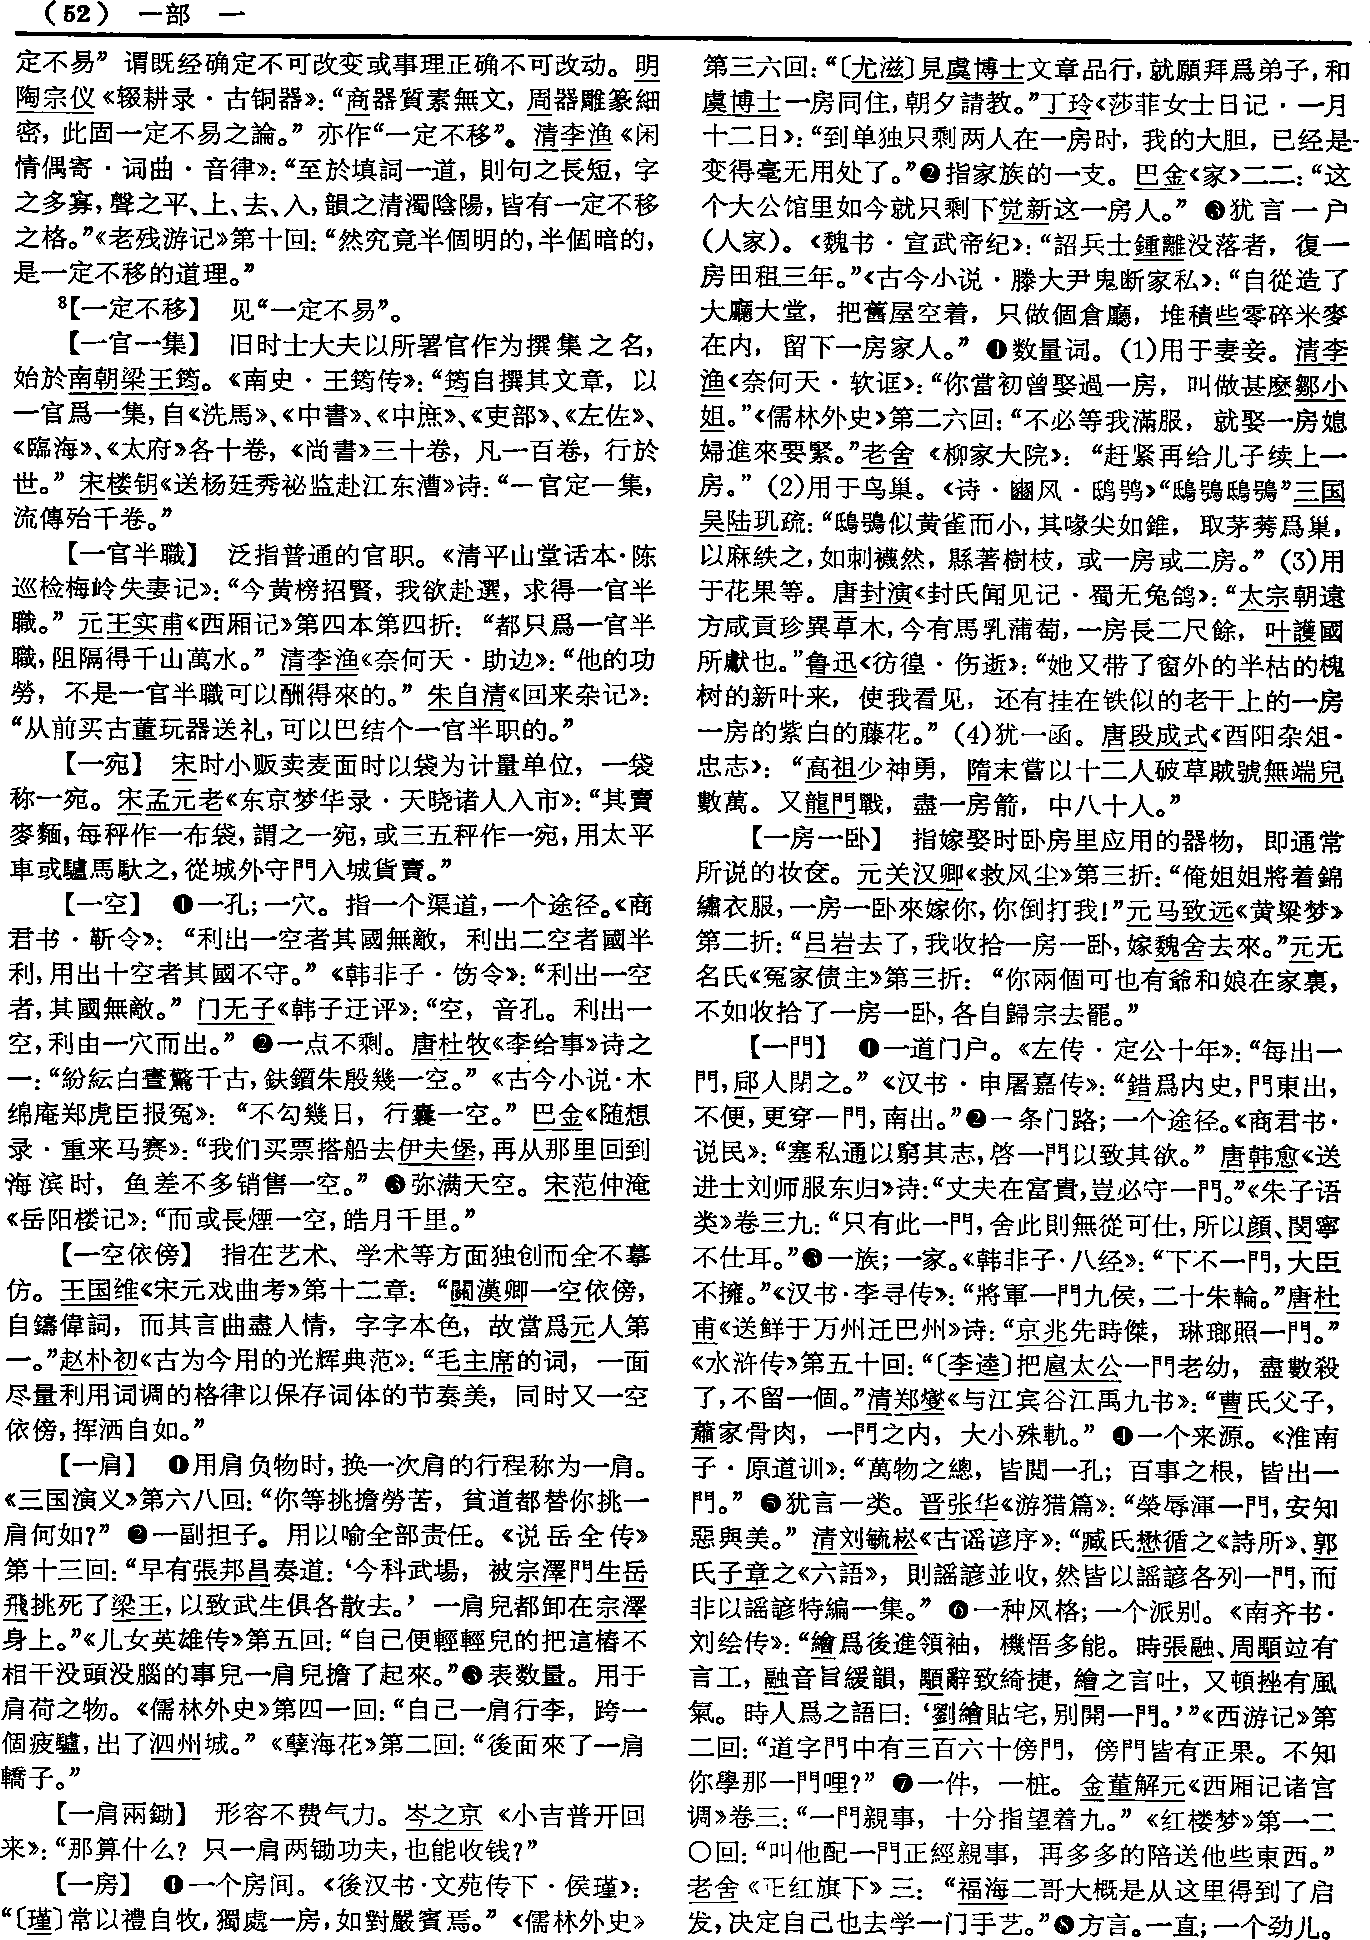 （52） 一部 一
定不易” 谓既经确定不可改变或事理正确不可改动。明
陶宗仪《辍耕录·古铜器》：“商器質素無文，周器雕篆細
密，此固一定不易之論。” 亦作“一定不移”。清李渔《闲
情偶寄·词曲·音律》：“至於填詞一道，則句之長短，字
之多寡，聲之平、上、去、入，韻之清濁陰陽，皆有一定不移
之格。”《老残游记》第十回：“然究竟半個明的，半個暗的，
是一定不移的道理。”
⁸【一定不移】 见“一定不易”。
【一官一集】 旧时士大夫以所署官作为撰集之名，
始於南朝梁王筠。《南史·王筠传》：“筠自撰其文章，以
一官爲一集，自《洗馬》、《中書》、《中庶》、《吏部》、《左佐》、
《臨海》、《太府》各十卷，《尚書》三十卷，凡一百卷，行於
世。” 宋楼钥《送杨廷秀祕监赴江东漕》诗：“一官定一集，
流傳殆千卷。”
【一官半職】 泛指普通的官职。《清平山堂话本·陈
巡检梅岭失妻记》：“今黄榜招賢，我欲赴選，求得一官半
職。” 元王实甫《西厢记》第四本第四折：“都只爲一官半
職，阻隔得千山萬水。” 清李渔《奈何天·助边》：“他的功
勞，不是一官半職可以酬得來的。” 朱自清《回来杂记》：
“从前买古董玩器送礼，可以巴结个一官半职的。”
【一宛】 宋时小贩卖麦面时以袋为计量单位，一袋
称一宛。宋孟元老《东京梦华录·天晓诸人入市》：“其賣
麥麵，每秤作一布袋，謂之一宛，或三五秤作一宛，用太平
車或驢馬馱之，從城外守門入城貨賣。”
【一空】 ❶一孔；一穴。指一个渠道，一个途径。《商
君书·靳令》：“利出一空者其國無敵，利出二空者國半
利，用出十空者其國不守。” 《韩非子·饬令》：“利出一空
者，其國無敵。” 门无子《韩子迂评》：“空，音孔。利出一
空，利由一穴而出。” ❷一点不剩。唐杜牧《李给事》诗之
一：“紛紜白晝驚千古，鈇鑕朱殷幾一空。” 《古今小说·木
绵庵郑虎臣报冤》：“不勾幾日，行囊一空。” 巴金《随想
录·重来马赛》：“我们买票搭船去伊夫堡，再从那里回到
海滨时，鱼差不多销售一空。” ❸弥满天空。宋范仲淹
《岳阳楼记》：“而或長煙一空，皓月千里。”
【一空依傍】 指在艺术、学术等方面独创而全不摹
仿。王国维《宋元戏曲考》第十二章：“關漢卿一空依傍，
自鑄偉詞，而其言曲盡人情，字字本色，故當爲元人第
一。”赵朴初《古为今用的光辉典范》：“毛主席的词，一面
尽量利用词调的格律以保存词体的节奏美，同时又一空
依傍，挥洒自如。”
【一肩】 ❶用肩负物时，换一次肩的行程称为一肩。
《三国演义》第六八回：“你等挑擔勞苦，貧道都替你挑一
肩何如？” ❷一副担子。用以喻全部责任。《说岳全传》
第十三回：“早有張邦昌奏道：‘今科武場，被宗澤門生岳
飛挑死了梁王，以致武生俱各散去。’ 一肩兒都卸在宗澤
身上。”《儿女英雄传》第五回：“自己便輕輕兒的把這樁不
相干没頭没腦的事兒一肩兒擔了起來。”❸表数量。用于
肩荷之物。《儒林外史》第四一回：“自己一肩行李，跨一
個疲驢，出了泗州城。” 《孽海花》第二回：“後面來了一肩
轎子。”
【一肩兩鋤】 形容不费气力。岑之京 《小吉普开回
来》：“那算什么？只一肩两锄功夫，也能收钱？”
【一房】 ❶一个房间。《後汉书·文苑传下·侯瑾》：
“〔瑾〕常以禮自牧，獨處一房，如對嚴賓焉。” 《儒林外史》
第三六回：“〔尤滋〕見虞博士文章品行，就願拜爲弟子，和
虞博士一房同住，朝夕請教。”丁玲《莎菲女士日记·一月
十二日》：“到单独只剩两人在一房时，我的大胆，已经是
变得毫无用处了。”❷指家族的一支。巴金《家》二二：“这
个大公馆里如今就只剩下觉新这一房人。” ❸犹言一户
（人家）。《魏书·宣武帝纪》：“詔兵士鍾離没落者，復一
房田租三年。”《古今小说·滕大尹鬼断家私》：“自從造了
大廳大堂，把舊屋空着，只做個倉廳，堆積些零碎米麥
在内，留下一房家人。” ❹数量词。（1）用于妻妾。清李
渔《奈何天·软诓》：“你當初曾娶過一房，叫做甚麼鄒小
姐。”《儒林外史》第二六回：“不必等我滿服，就娶一房媳
婦進來要緊。”老舍 《柳家大院》：“赶紧再给儿子续上一
房。”（2）用于鸟巢。《诗·豳风·鸱鸮》“鴟鴞鴟鴞”三国
吴陆玑疏：“鴟鴞似黄雀而小，其喙尖如錐，取茅莠爲巢，
以麻紩之，如刺襪然，縣著樹枝，或一房或二房。”（3）用
于花果等。唐封演《封氏闻见记·蜀无兔鸽》：“太宗朝遠
方咸貢珍異草木，今有馬乳蒲萄，一房長二尺餘，叶護國
所獻也。”鲁迅《彷徨·伤逝》：“她又带了窗外的半枯的槐
树的新叶来，使我看见，还有挂在铁似的老干上的一房
一房的紫白的藤花。”（4）犹一函。唐段成式《酉阳杂俎·
忠志》：“高祖少神勇，隋末嘗以十二人破草賊號無端兒
數萬。又龍門戰，盡一房箭，中八十人。”
【一房一卧】 指嫁娶时卧房里应用的器物，即通常
所说的妆奁。元关汉卿《救风尘》第三折：“俺姐姐將着錦
繡衣服，一房一卧來嫁你，你倒打我！”元马致远《黄粱梦》
第二折：“吕岩去了，我收拾一房一卧，嫁魏舍去來。”元无
名氏《冤家债主》第三折：“你兩個可也有爺和娘在家裏，
不如收拾了一房一卧，各自歸宗去罷。”
【一門】 ❶一道门户。《左传·定公十年》：“每出一
門，郈人閉之。” 《汉书·申屠嘉传》：“錯爲内史，門東出，
不便，更穿一門，南出。”❷一条门路；一个途径。《商君书·
说民》：“塞私通以窮其志，啓一門以致其欲。” 唐韩愈《送
进士刘师服东归》诗：“丈夫在富貴，豈必守一門。”《朱子语
类》卷三九：“只有此一門，舍此則無從可仕，所以顔、閔寧
不仕耳。”❸一族；一家。《韩非子·八经》：“下不一門，大臣
不擁。”《汉书·李寻传》：“將軍一門九侯，二十朱輪。”唐杜
甫《送鲜于万州迁巴州》诗：“京兆先時傑，琳瑯照一門。”
《水浒传》第五十回：“〔李逵〕把扈太公一門老幼，盡數殺
了，不留一個。”清郑燮《与江宾谷江禹九书》：“曹氏父子，
蕭家骨肉，一門之内，大小殊軌。” ❹一个来源。《淮南
子·原道训》：“萬物之總，皆閲一孔；百事之根，皆出一
門。” ❺犹言一类。晋张华《游猎篇》：“榮辱渾一門，安知
惡與美。” 清刘毓崧《古谣谚序》：“臧氏懋循之《詩所》、郭
氏子章之《六語》，則謡諺並收，然皆以謡諺各列一門，而
非以謡諺特編一集。” ❻一种风格；一个派别。《南齐书·
刘绘传》：“繪爲後進領袖，機悟多能。時張融、周顒竝有
言工，融音旨緩韻，顒辭致綺捷，繪之言吐，又頓挫有風
氣。時人爲之語曰：‘劉繪貼宅，别開一門。’”《西游记》第
二回：“道字門中有三百六十傍門，傍門皆有正果。不知
你學那一門哩？” ❼一件，一桩。金董解元《西厢记诸宫
调》卷三：“一門親事，十分指望着九。” 《红楼梦》第一二
〇回：“叫他配一門正經親事，再多多的陪送他些東西。”
老舍《正红旗下》三：“福海二哥大概是从这里得到了启
发，决定自己也去学一门手艺。”❽方言。一直；一个劲儿。